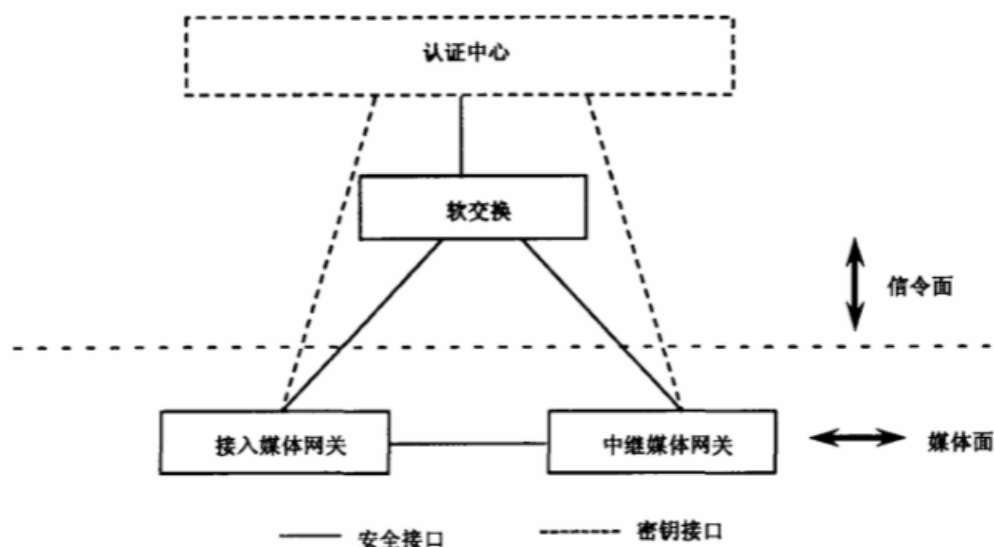 认证中心
软交换
信令面
接入媒体网关
中继媒体网关
媒体面
安全接口
密钥接口